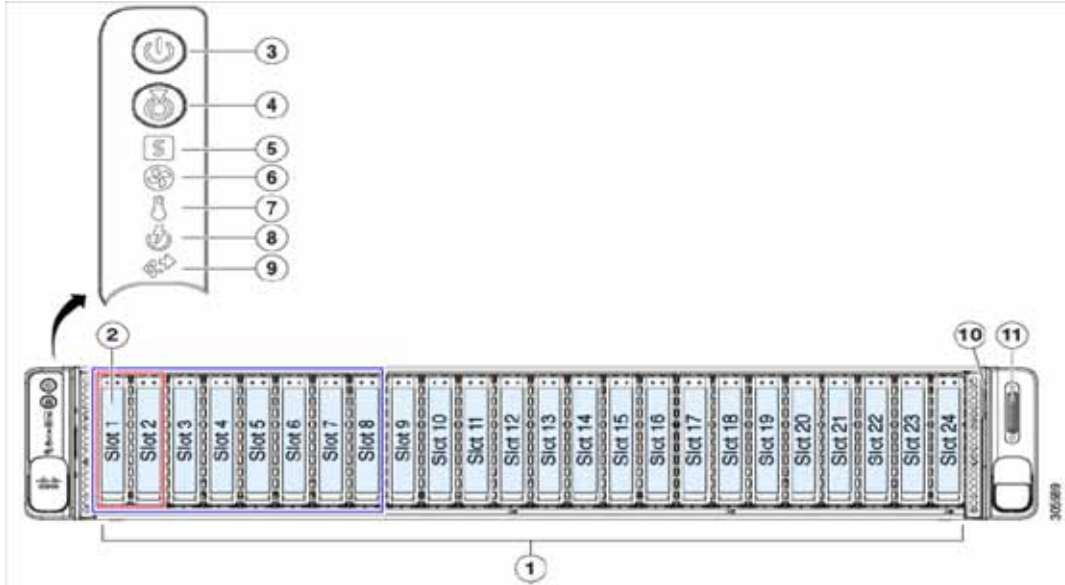 3
4
S
5
6
7
8
9
2
10
11
Slot 1
Slot 2
Slot 3
Slot 4
Slot 5
Slot 6
Slot 7
Slot 8
Slot 9
Slot 10
Slot 11
Slot 12
Slot 13
Slot 14
Slot 15
Slot 16
Slot 17
Slot 18
Slot 19
Slot 20
Slot 21
Slot 22
Slot 23
Slot 24
305989
1